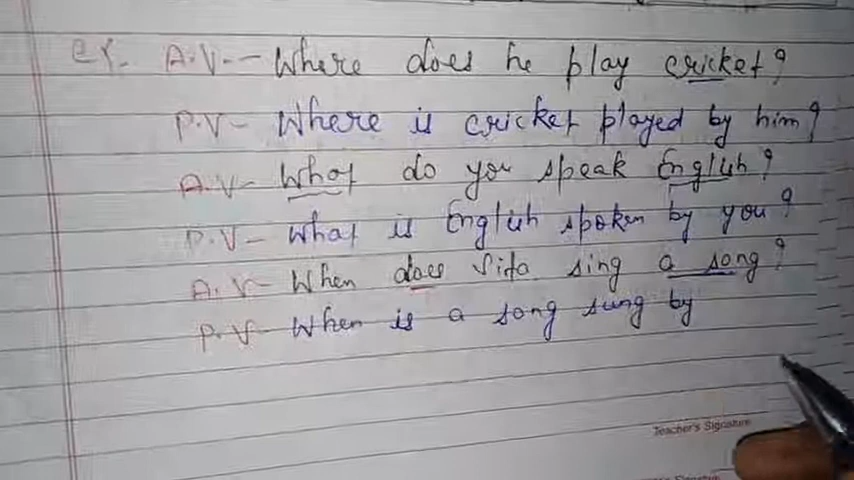 ex. A.V.- Where does he play cricket?
P.V- Where is cricket played by him?
A.V- What do you speak English?
P.V- What is English spoken by you?
A.V- When does Sita sing a song?
P.V- When is a song sung by
Teacher's Signature